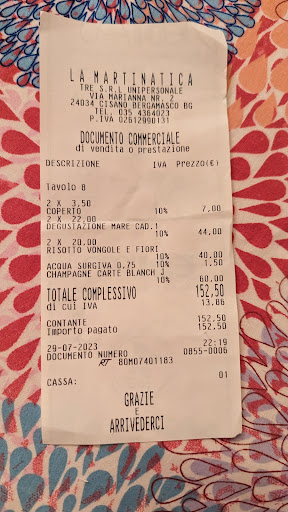 LA MARTINATICA
TRE S.R.L UNIPERSONALE
VIA MARIANNA NR. 2
24034 CISANO BERGAMASCO BG
TEL. 035 4364023
P.IVA 02612990131
DOCUMENTO COMMERCIALE
di vendita o prestazione
DESCRIZIONE IVA Prezzo(€)
Tavolo 8
2 X 3,50
COPERTO 10% 7,00
2 X 22,00
DEGUSTAZIONE MARE CAD.
10% 44,00
2 X 20,00
RISOTTO VONGOLE E FIORI
10% 40,00
ACQUA SURGIVA 0,75 10% 1,50
CHAMPAGNE CARTE BLANCH J
10% 60,00
TOTALE COMPLESSIVO 152,50
di cui IVA 13,86
CONTANTE 152,50
Importo pagato 152,50
29-07-2023 22:19
DOCUMENTO NUMERO 0855-0006
RT 80M07401183
CASSA: 01
GRAZIE
E
ARRIVEDERCI